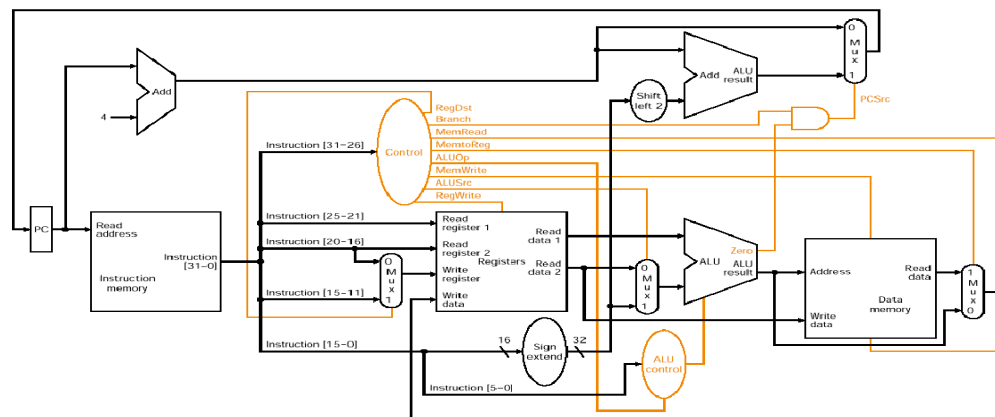 0
M
u
x
1
Add
ALU
result
Add
Shift
left 2
4
PCSrc
RegDst
Branch
MemRead
MemtoReg
ALUOp
MemWrite
ALUSrc
RegWrite
Control
Instruction [31–26]
PC
Read
address
Instruction
[31–0]
Instruction
memory
Instruction [25–21]
Instruction [20–16]
Instruction [15–11]
Instruction [15–0]
Instruction [5–0]
0
M
u
x
1
Read
register 1
Read
register 2
Write
register
Write
data
Registers
Read
data 1
Read
data 2
0
M
u
x
1
Zero
ALU
ALU
result
Address
Write
data
Read
data
Data
memory
1
M
u
x
0
16
Sign
extend
32
ALU
control